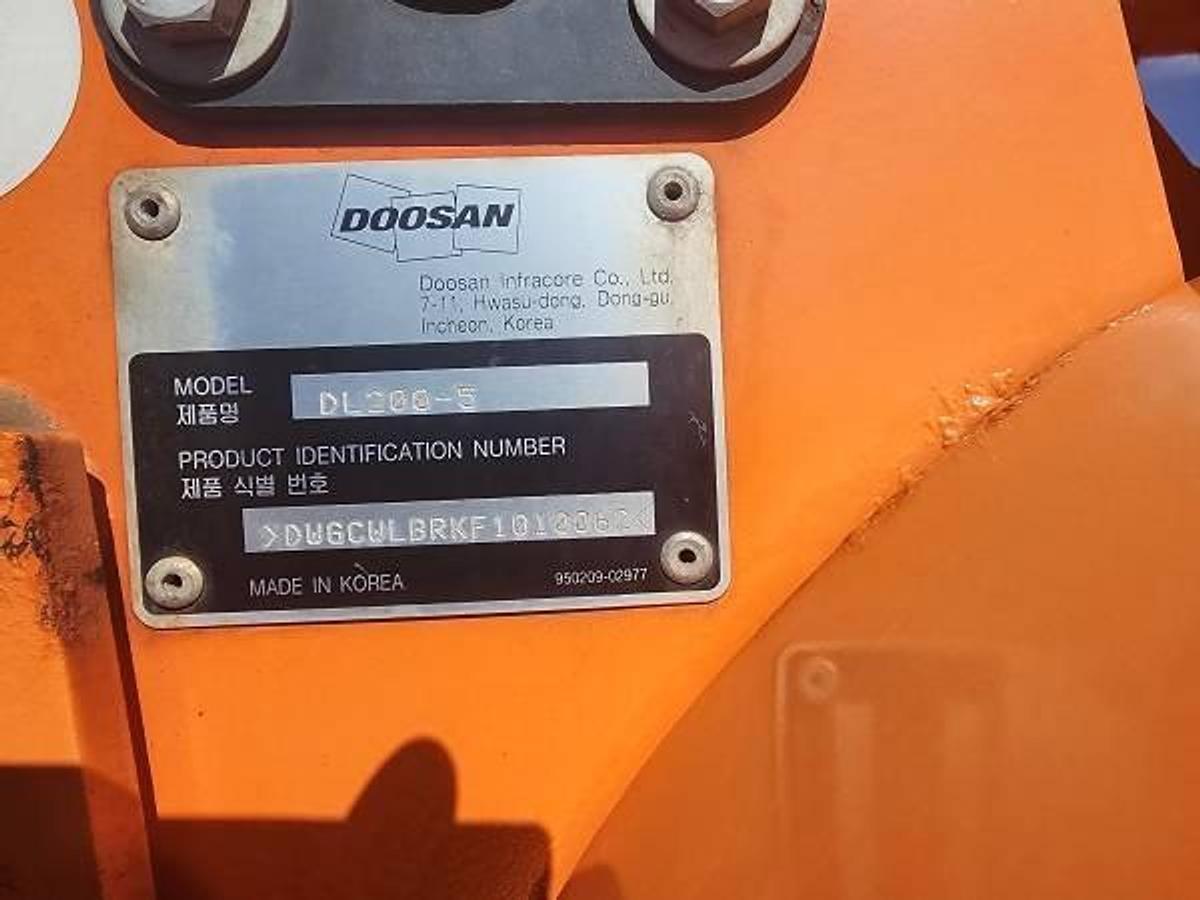 DOOSAN
Doosan Infracore Co., Ltd.
7-11, Hwasu-dong, Dong-gu,
Incheon, Korea
MODEL
제품명
PRODUCT IDENTIFICATION NUMBER
제품 식별 번호
MADE IN KOREA
950209-02977